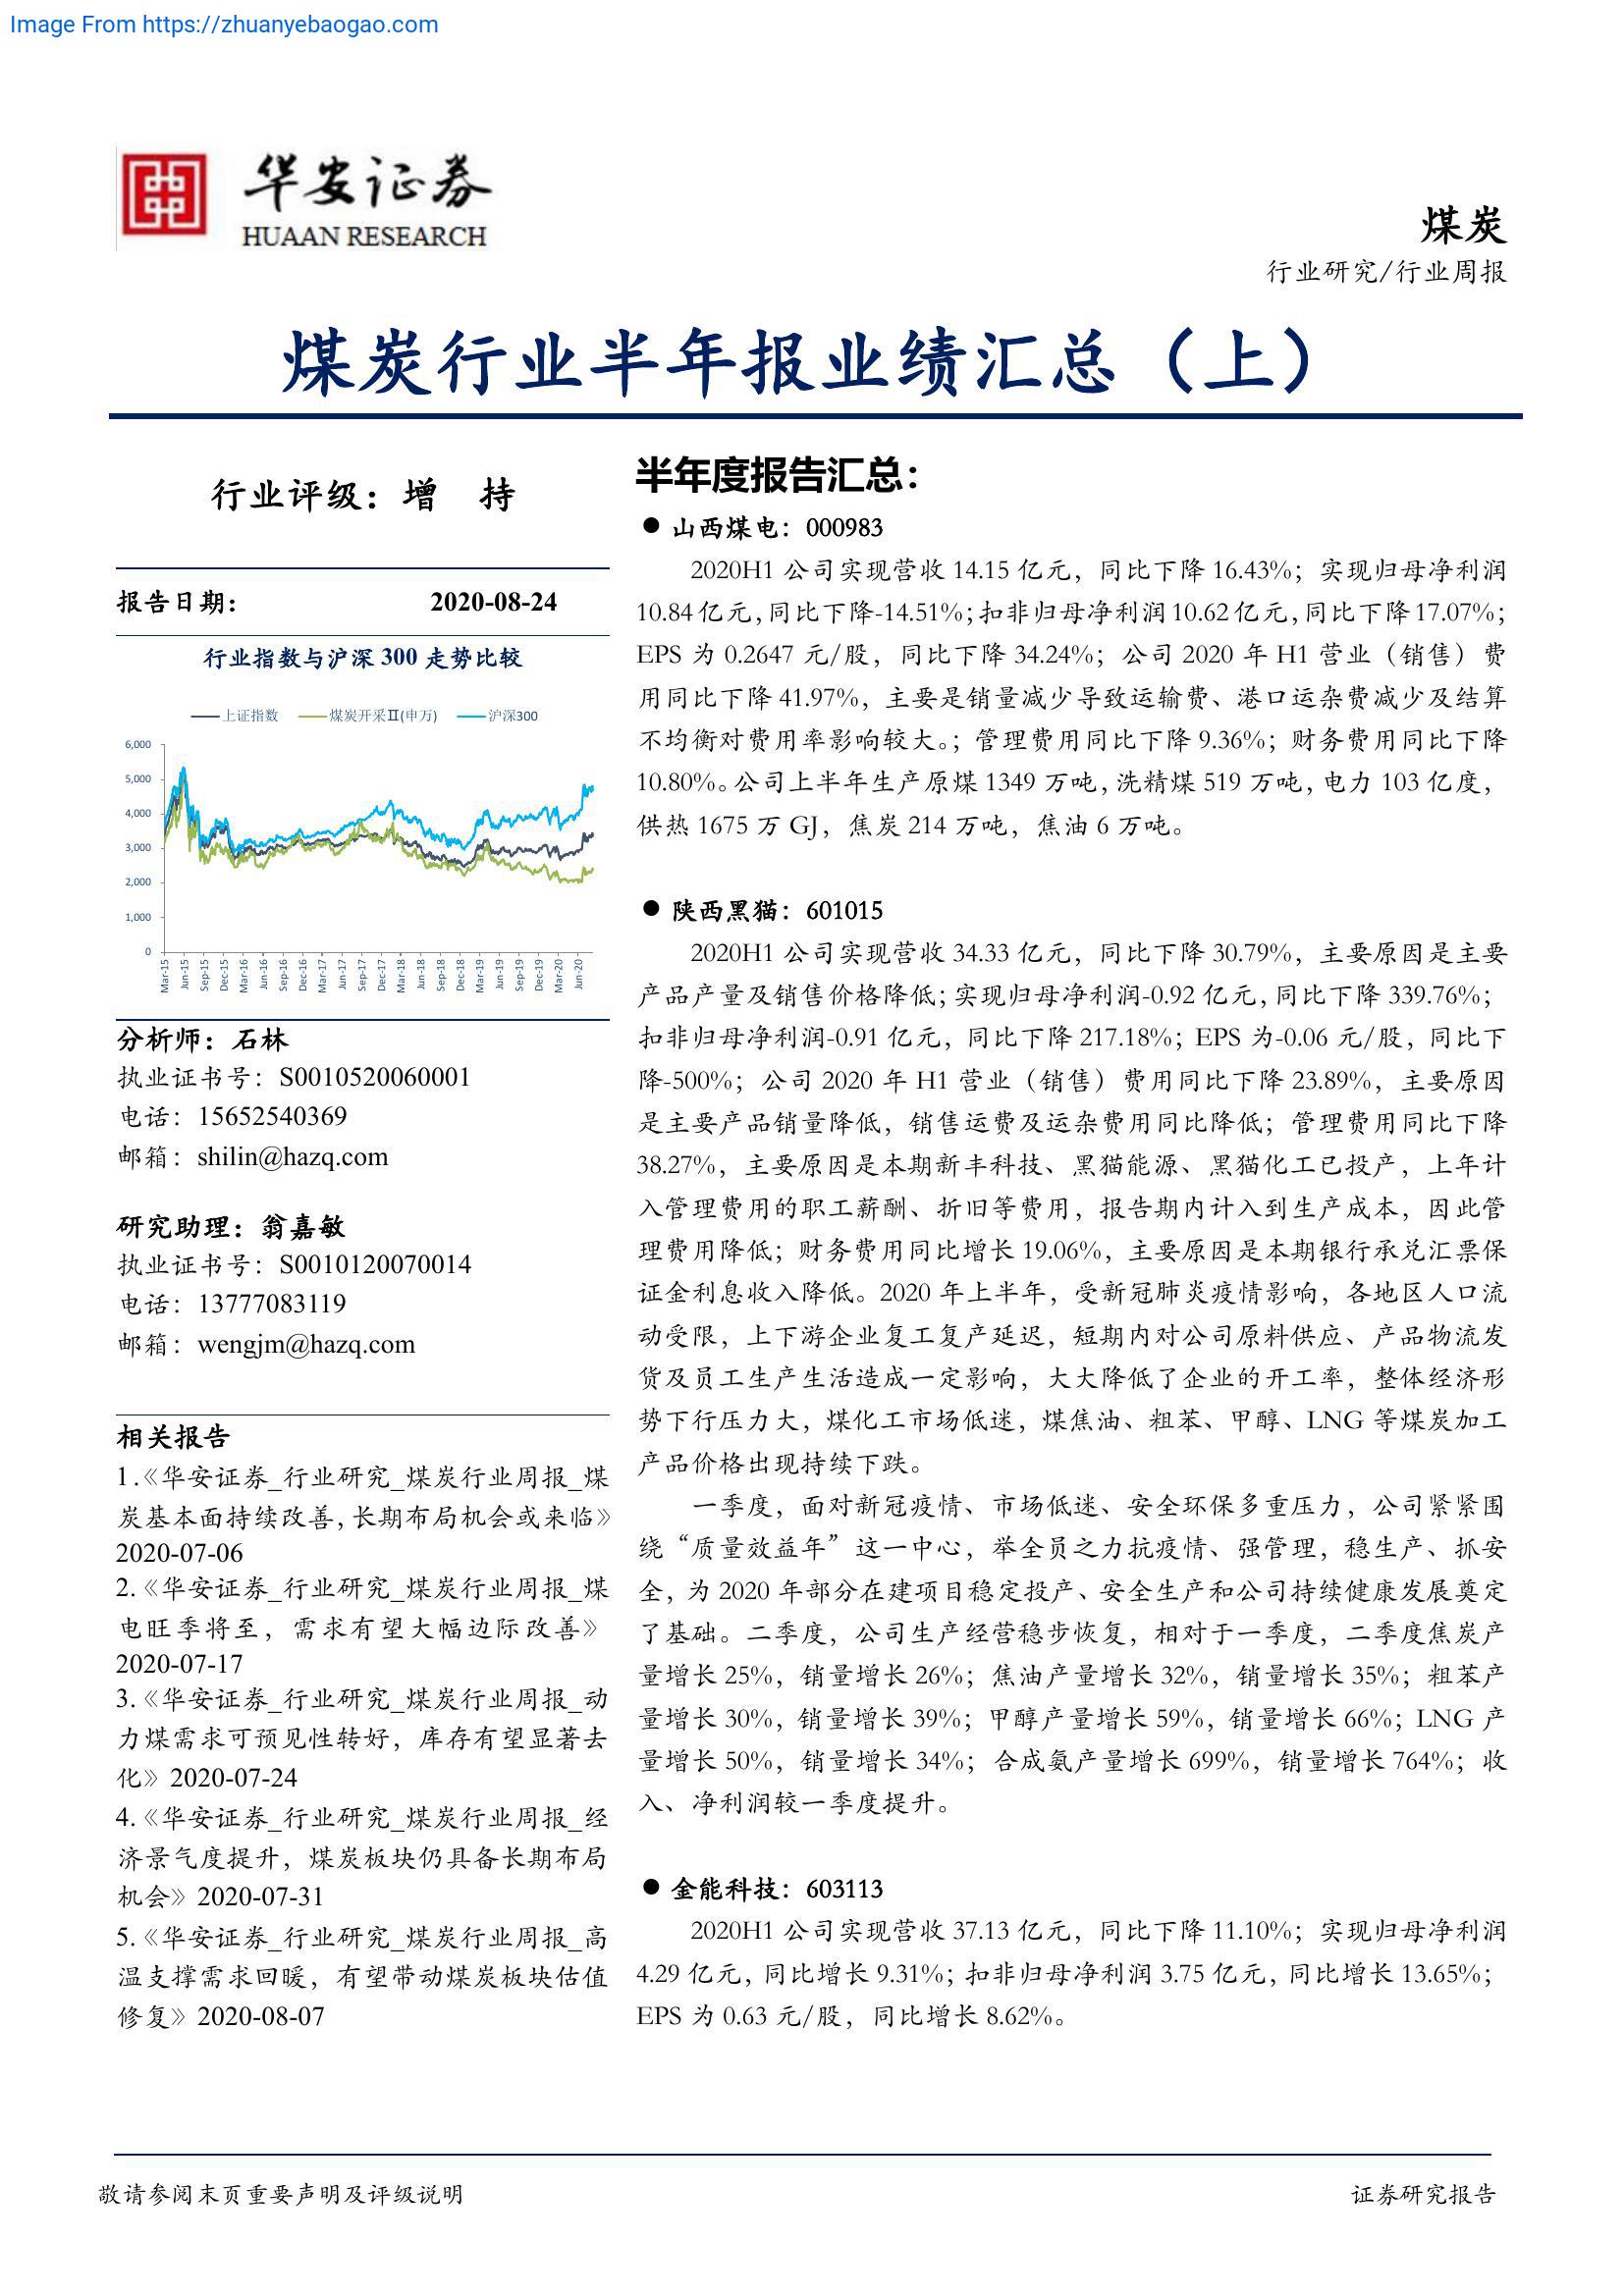 Image From https://zhuanyebaogao.com
华安证券
HUAAN RESEARCH
煤炭
行业研究/行业周报
煤炭行业半年报业绩汇总（上）
行业评级：增 持
报告日期：	2020-08-24
行业指数与沪深 300 走势比较
上证指数 煤炭开采Ⅱ(申万) 沪深300
6,000
5,000
4,000
3,000
2,000
1,000
0
Mar-15 Jun-15 Sep-15 Dec-15 Mar-16 Jun-16 Sep-16 Dec-16 Mar-17 Jun-17 Sep-17 Dec-17 Mar-18 Jun-18 Sep-18 Dec-18 Mar-19 Jun-19 Sep-19 Dec-19 Mar-20 Jun-20
分析师：石林
执业证书号：S0010520060001
电话：15652540369
邮箱：shilin@hazq.com
研究助理：翁嘉敏
执业证书号：S0010120070014
电话：13777083119
邮箱：wengjm@hazq.com
相关报告
1.《华安证券_行业研究_煤炭行业周报_煤
炭基本面持续改善,长期布局机会或来临》
2020-07-06
2.《华安证券_行业研究_煤炭行业周报_煤
电旺季将至，需求有望大幅边际改善》
2020-07-17
3.《华安证券_行业研究_煤炭行业周报_动
力煤需求可预见性转好，库存有望显著去
化》2020-07-24
4.《华安证券_行业研究_煤炭行业周报_经
济景气度提升，煤炭板块仍具备长期布局
机会》2020-07-31
5.《华安证券_行业研究_煤炭行业周报_高
温支撑需求回暖，有望带动煤炭板块估值
修复》2020-08-07
半年度报告汇总：
● 山西煤电：000983
2020H1 公司实现营收 14.15 亿元，同比下降 16.43%；实现归母净利润
10.84 亿元，同比下降-14.51%；扣非归母净利润 10.62 亿元，同比下降 17.07%；
EPS 为 0.2647 元/股，同比下降 34.24%；公司 2020 年 H1 营业（销售）费
用同比下降 41.97%，主要是销量减少导致运输费、港口运杂费减少及结算
不均衡对费用率影响较大。；管理费用同比下降 9.36%；财务费用同比下降
10.80%。公司上半年生产原煤 1349 万吨，洗精煤 519 万吨，电力 103 亿度，
供热 1675 万 GJ，焦炭 214 万吨，焦油 6 万吨。
● 陕西黑猫：601015
2020H1 公司实现营收 34.33 亿元，同比下降 30.79%，主要原因是主要
产品产量及销售价格降低；实现归母净利润-0.92 亿元，同比下降 339.76%；
扣非归母净利润-0.91 亿元，同比下降 217.18%；EPS 为-0.06 元/股，同比下
降-500%；公司 2020 年 H1 营业（销售）费用同比下降 23.89%，主要原因
是主要产品销量降低，销售运费及运杂费用同比降低；管理费用同比下降
38.27%，主要原因是本期新丰科技、黑猫能源、黑猫化工已投产，上年计
入管理费用的职工薪酬、折旧等费用，报告期内计入到生产成本，因此管
理费用降低；财务费用同比增长 19.06%，主要原因是本期银行承兑汇票保
证金利息收入降低。2020 年上半年，受新冠肺炎疫情影响，各地区人口流
动受限，上下游企业复工复产延迟，短期内对公司原料供应、产品物流发
货及员工生产生活造成一定影响，大大降低了企业的开工率，整体经济形
势下行压力大，煤化工市场低迷，煤焦油、粗苯、甲醇、LNG 等煤炭加工
产品价格出现持续下跌。
一季度，面对新冠疫情、市场低迷、安全环保多重压力，公司紧紧围
绕“质量效益年”这一中心，举全员之力抗疫情、强管理，稳生产、抓安
全，为 2020 年部分在建项目稳定投产、安全生产和公司持续健康发展奠定
了基础。二季度，公司生产经营稳步恢复，相对于一季度，二季度焦炭产
量增长 25%，销量增长 26%；焦油产量增长 32%，销量增长 35%；粗苯产
量增长 30%，销量增长 39%；甲醇产量增长 59%，销量增长 66%；LNG 产
量增长 50%，销量增长 34%；合成氨产量增长 699%，销量增长 764%；收
入、净利润较一季度提升。
● 金能科技：603113
2020H1 公司实现营收 37.13 亿元，同比下降 11.10%；实现归母净利润
4.29 亿元，同比增长 9.31%；扣非归母净利润 3.75 亿元，同比增长 13.65%；
EPS 为 0.63 元/股，同比增长 8.62%。
敬请参阅末页重要声明及评级说明	证券研究报告